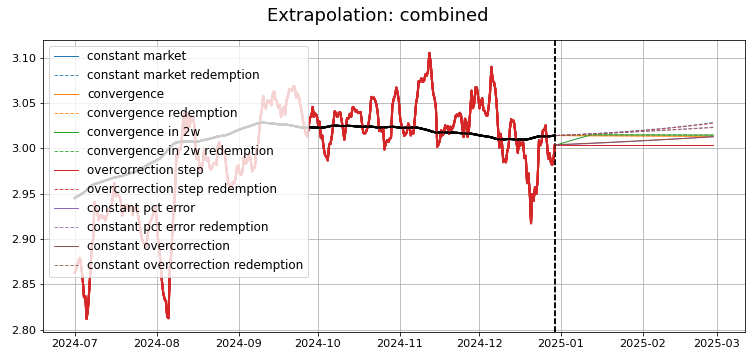 Extrapolation: combined
3.10
3.05
3.00
2.95
2.90
2.85
2.80
constant market
constant market redemption
convergence
convergence redemption
convergence in 2w
convergence in 2w redemption
overcorrection step
overcorrection step redemption
constant pct error
constant pct error redemption
constant overcorrection
constant overcorrection redemption
2024-07 2024-08 2024-09 2024-10 2024-11 2024-12 2025-01 2025-02 2025-03